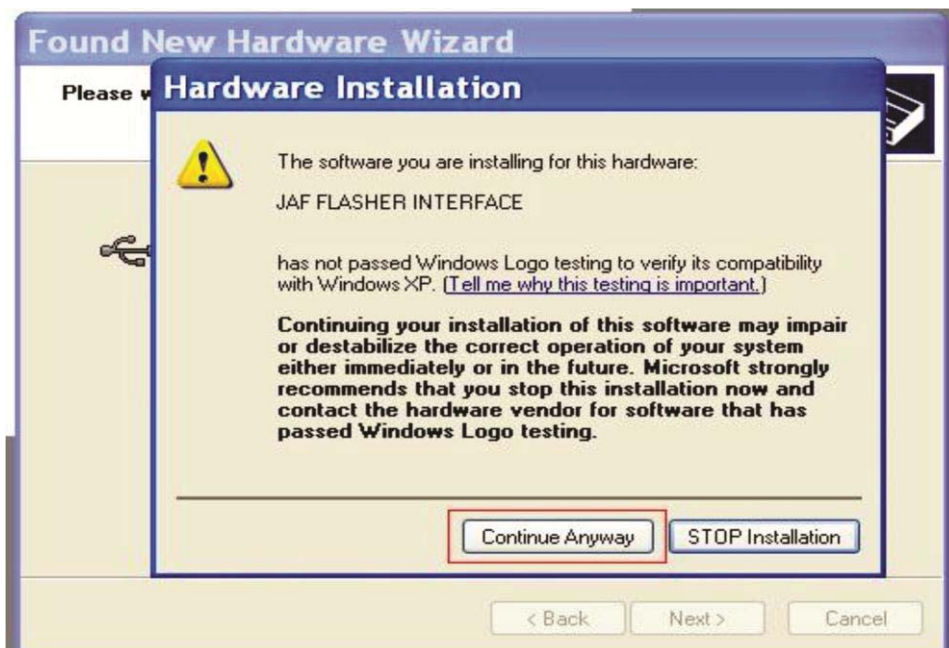 Found New Hardware Wizard
Please w
Hardware Installation
The software you are installing for this hardware:
JAF FLASHER INTERFACE
has not passed Windows Logo testing to verify its compatibility
with Windows XP. (Tell me why this testing is important.)
Continuing your installation of this software may impair
or destabilize the correct operation of your system
either immediately or in the future. Microsoft strongly
recommends that you stop this installation now and
contact the hardware vendor for software that has
passed Windows Logo testing.
Continue Anyway STOP Installation
< Back Next > Cancel